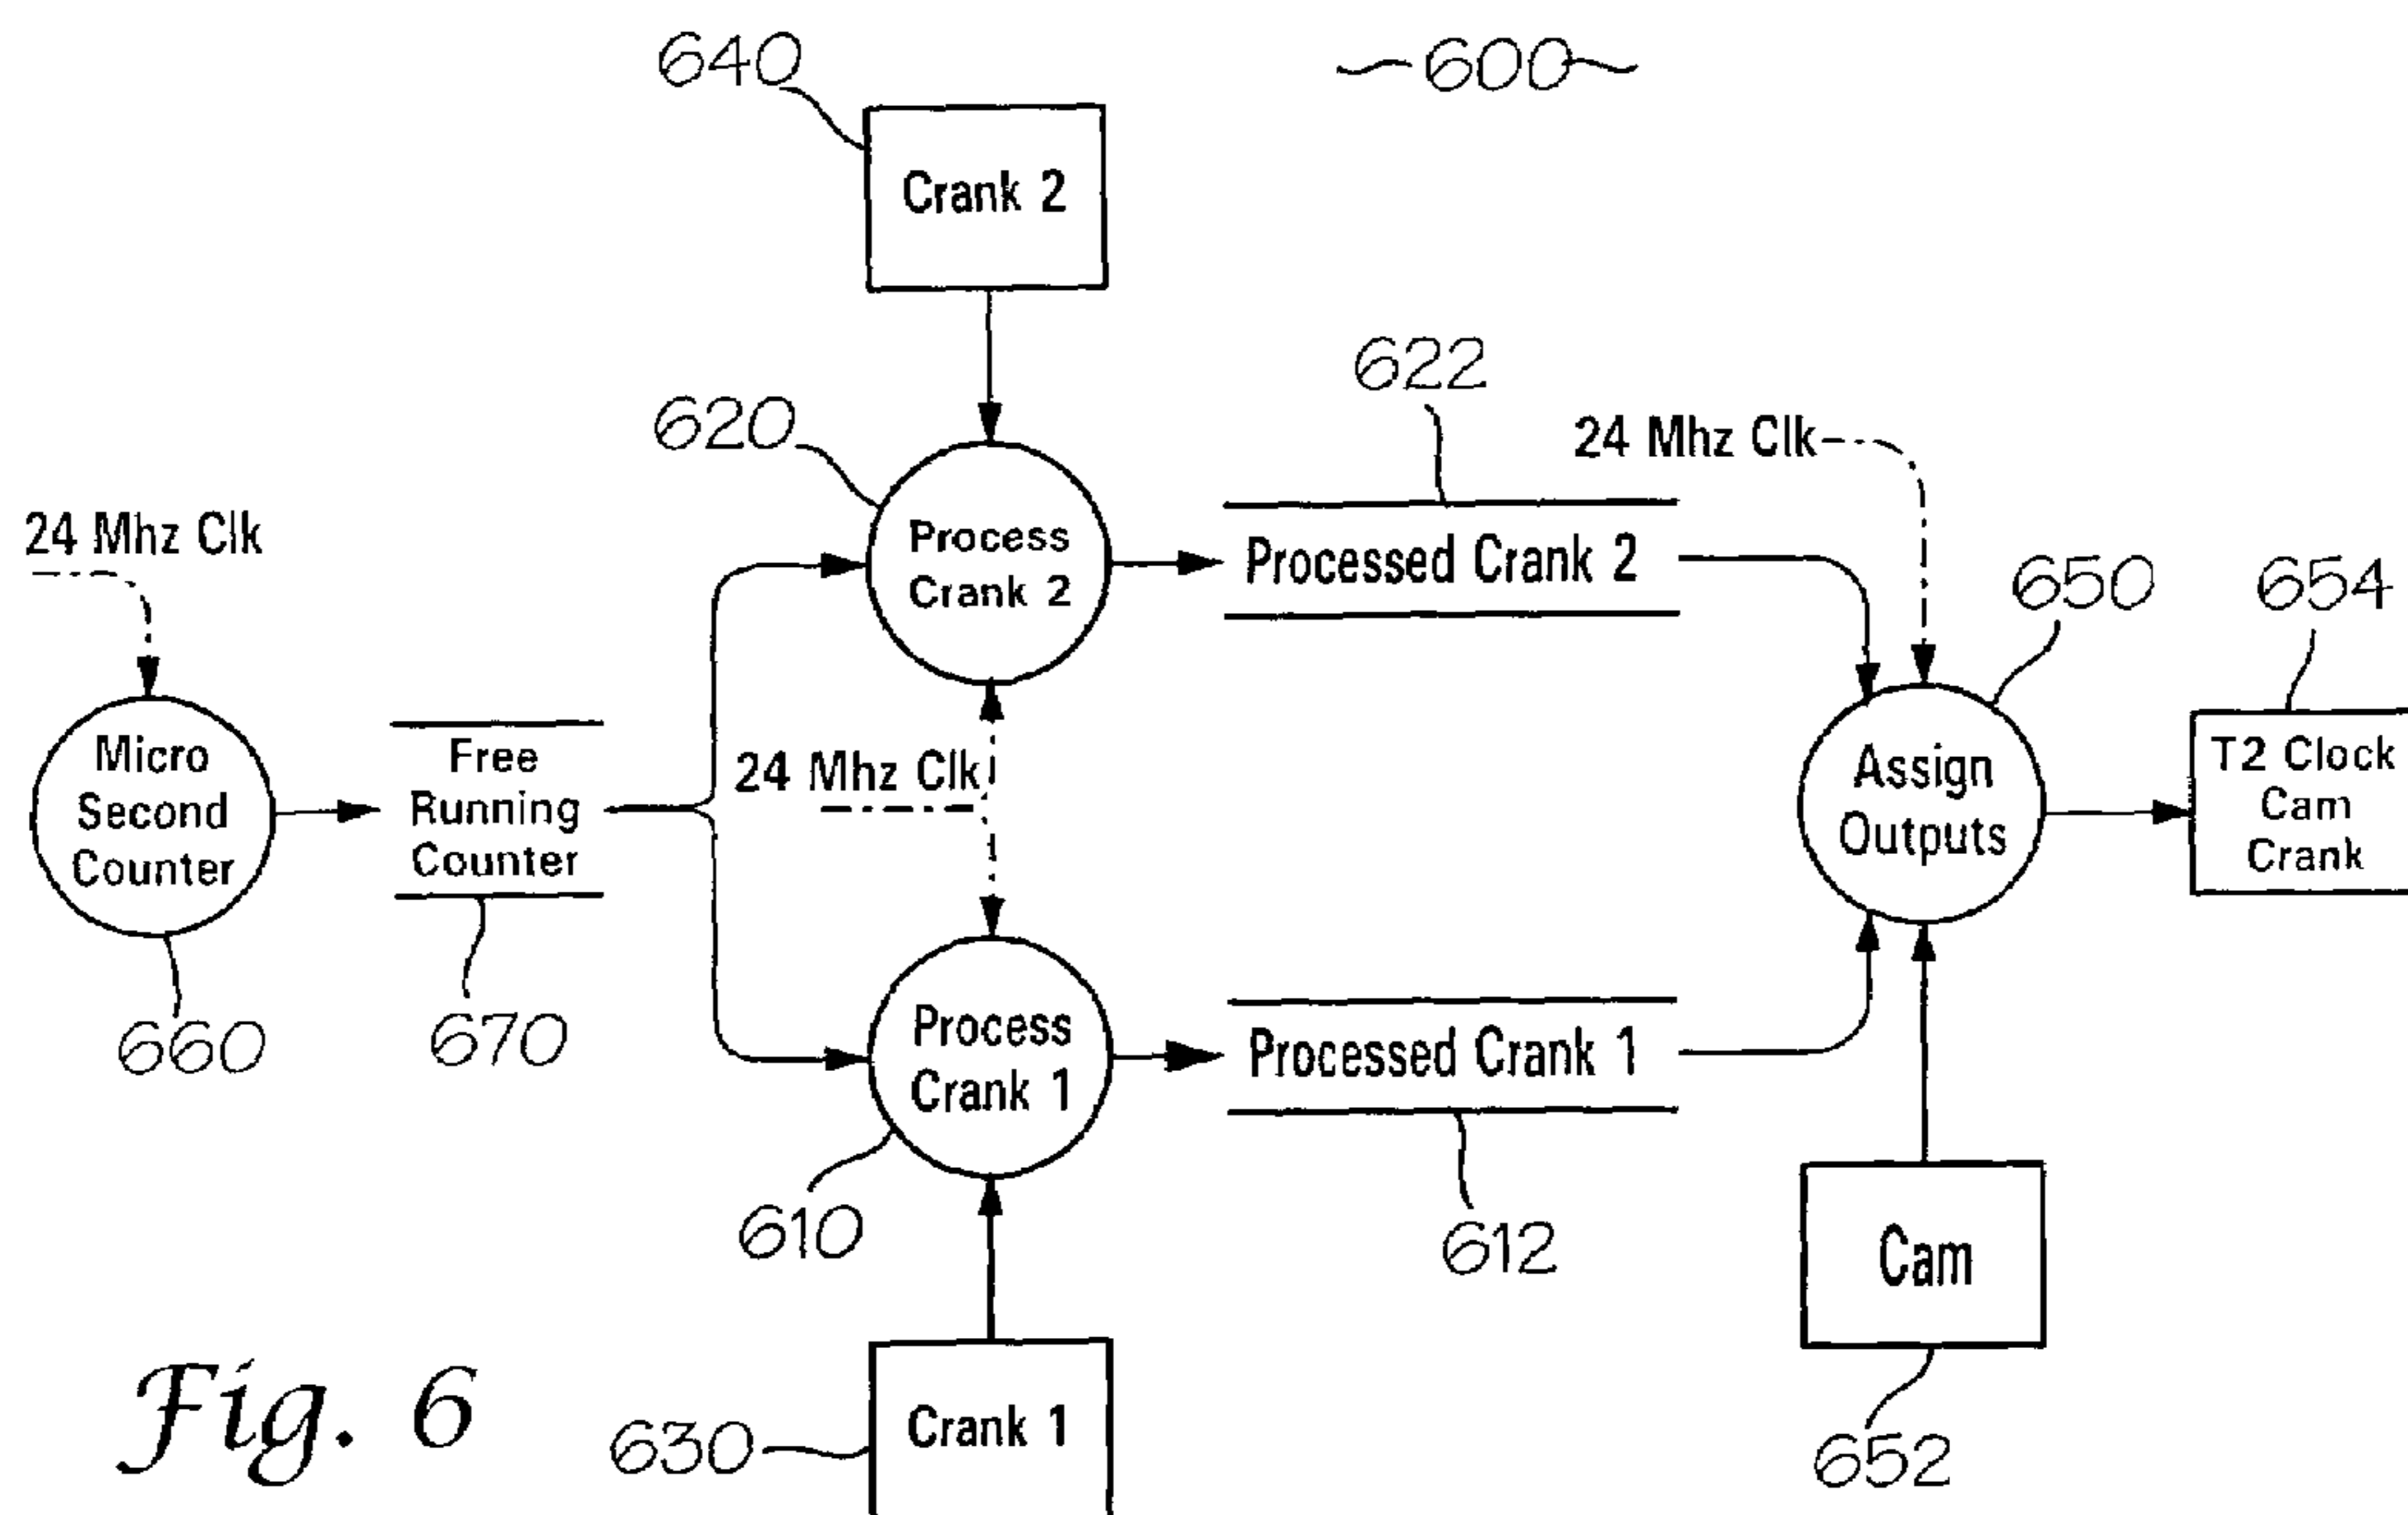 640
~600~
Crank 2
620
622
24 Mhz Clk
24 Mhz Clk
Process
Crank 2
Processed Crank 2
650
654
Micro
Second
Counter
Free
Running
Counter
24 Mhz Clk
Assign
Outputs
T2 Clock
Cam
Crank
660
670
Process
Crank 1
Processed Crank 1
610
612
Cam
Fig. 6
630
Crank 1
652